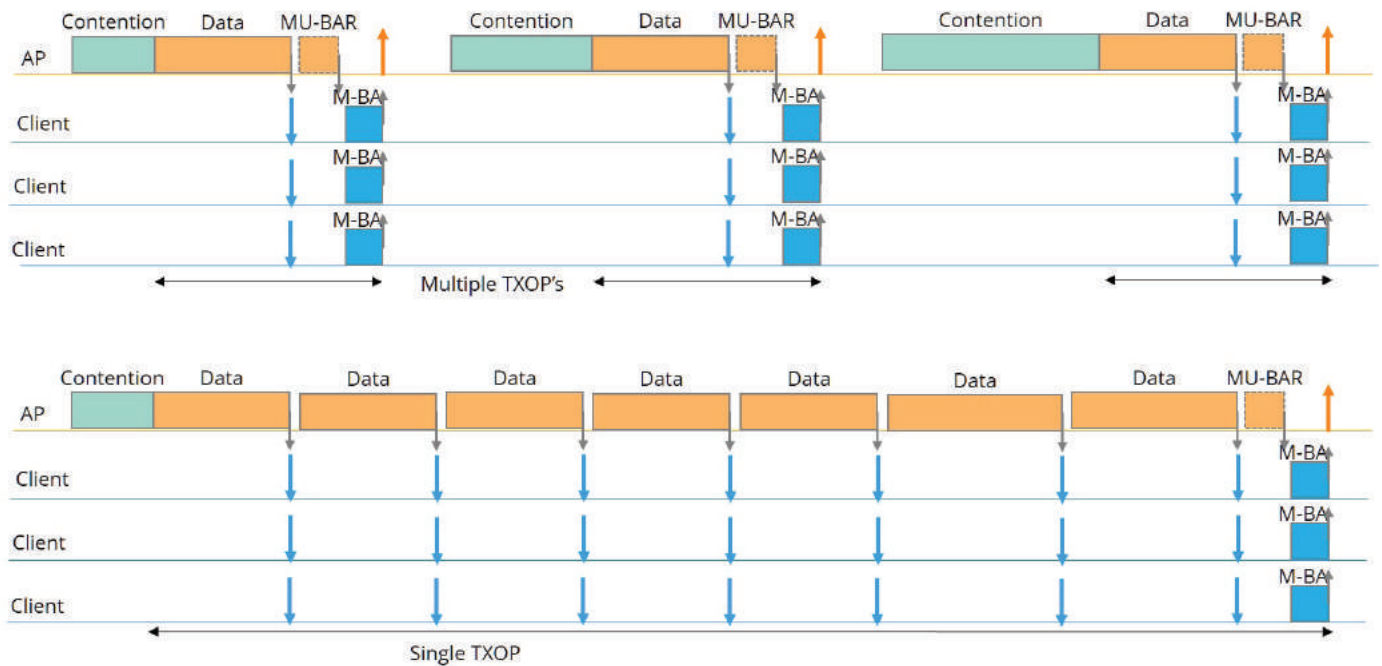 Contention Data MU-BAR Contention Data MU-BAR Contention Data MU-BAR
AP
M-BA M-BA M-BA
Client
M-BA M-BA M-BA
Client
M-BA M-BA M-BA
Client
Multiple TXOP's
Contention Data Data Data Data Data Data Data MU-BAR
AP
M-BA
Client
M-BA
Client
M-BA
Client
Single TXOP